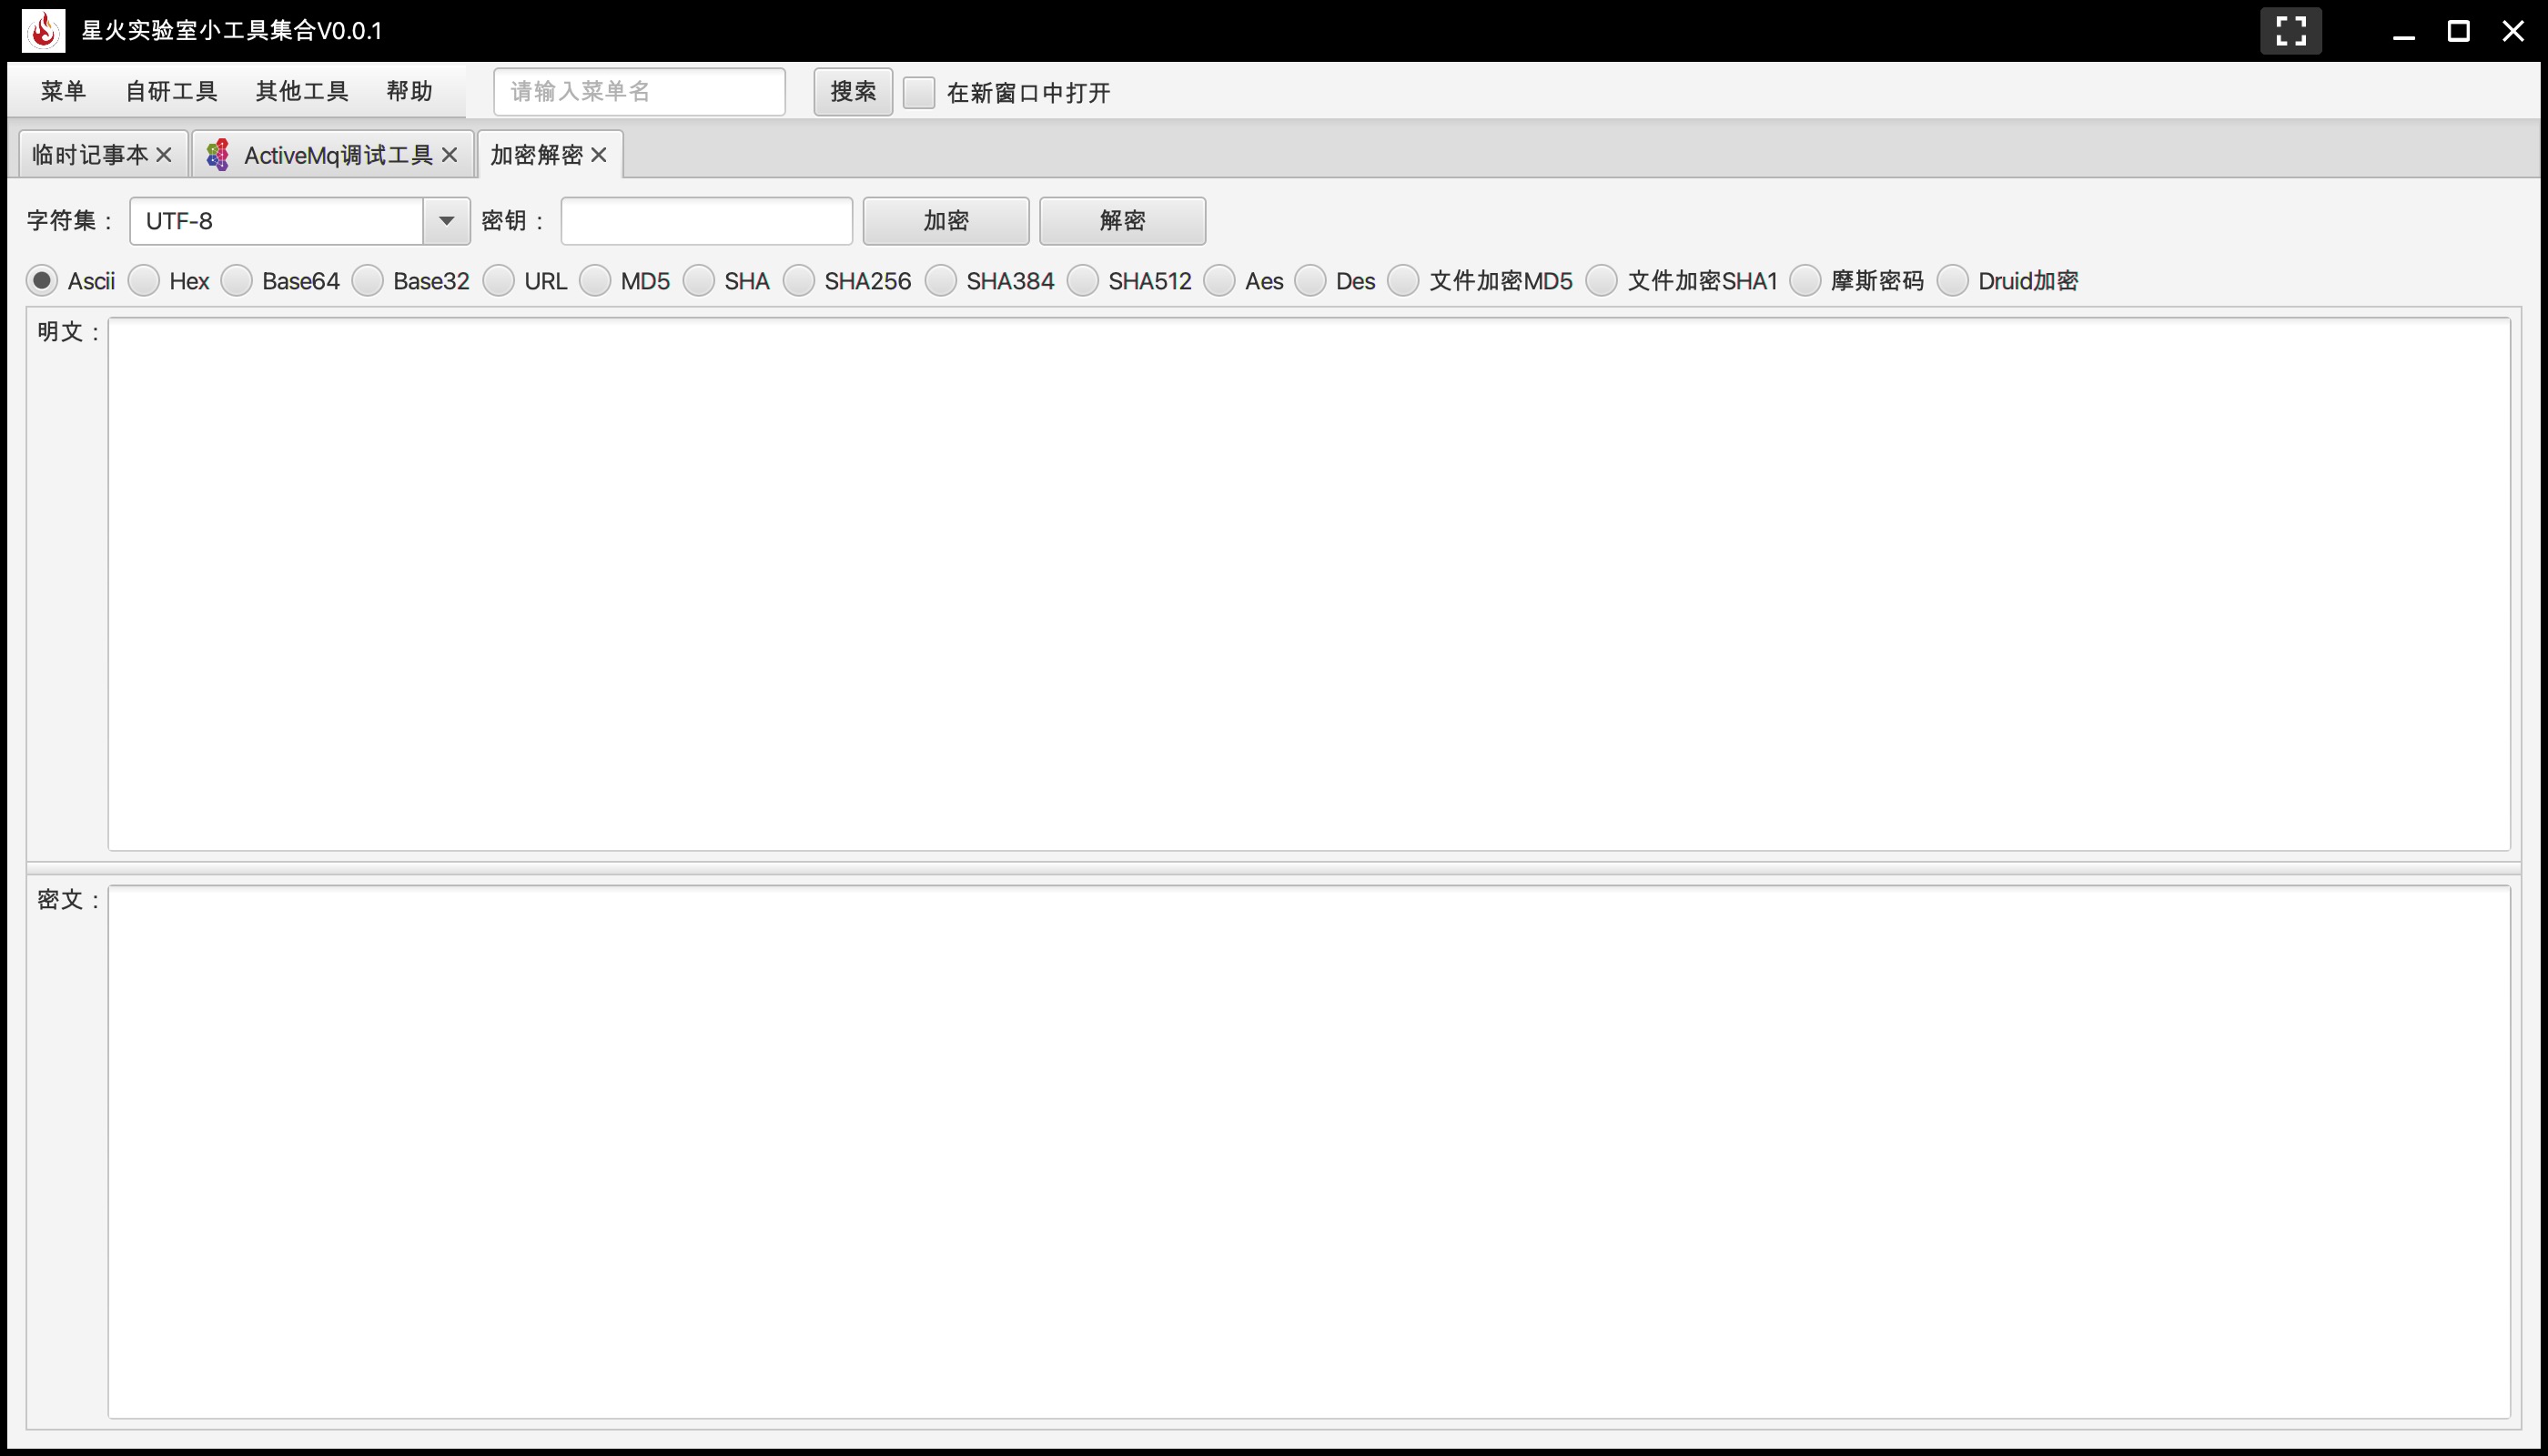 星火实验室小工具集合V0.0.1
菜单 自研工具 其他工具 帮助 请输入菜单名 搜索 在新窗口中打开
临时记事本 ActiveMq调试工具 加密解密
字符集： UTF-8 密钥： 加密 解密
Ascii Hex Base64 Base32 URL MD5 SHA SHA256 SHA384 SHA512 Aes Des 文件加密MD5 文件加密SHA1 摩斯密码 Druid加密
明文：
密文：